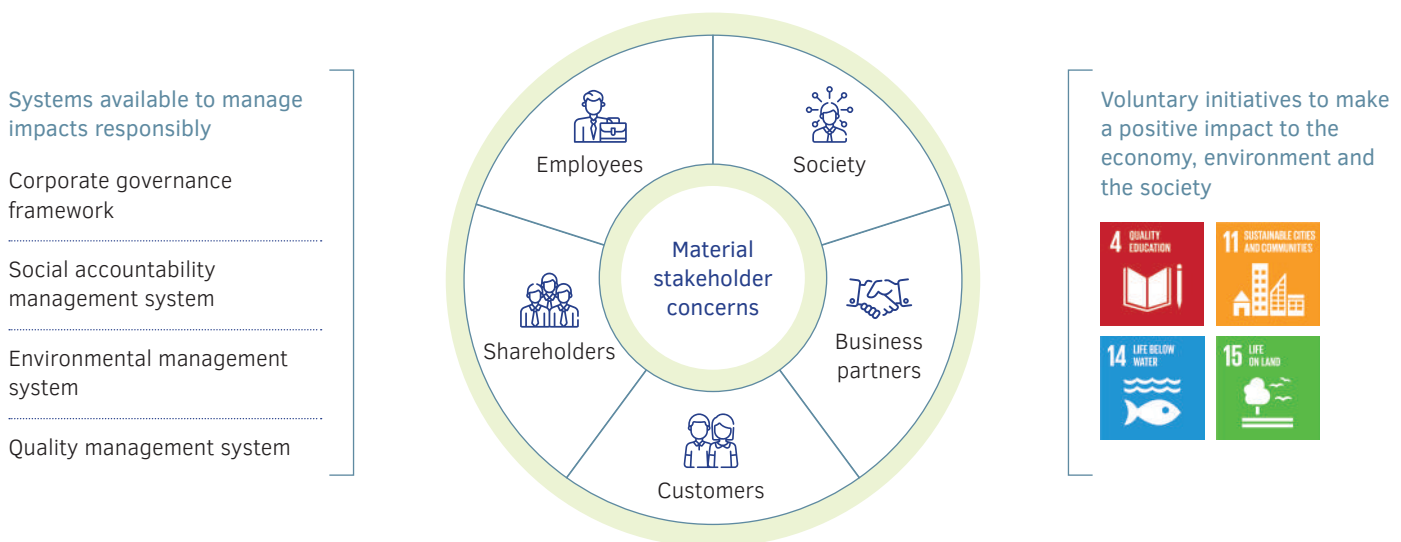 Systems available to manage
impacts responsibly
Corporate governance
framework
Social accountability
management system
Environmental management
system
Quality management system
Employees
Society
Shareholders
Material
stakeholder
concerns
Business
partners
Customers
Voluntary initiatives to make
a positive impact to the
economy, environment and
the society
4 QUALITY
EDUCATION
11 SUSTAINABLE CITIES
AND COMMUNITIES
14 LIFE BELOW
WATER
15 LIFE
ON LAND